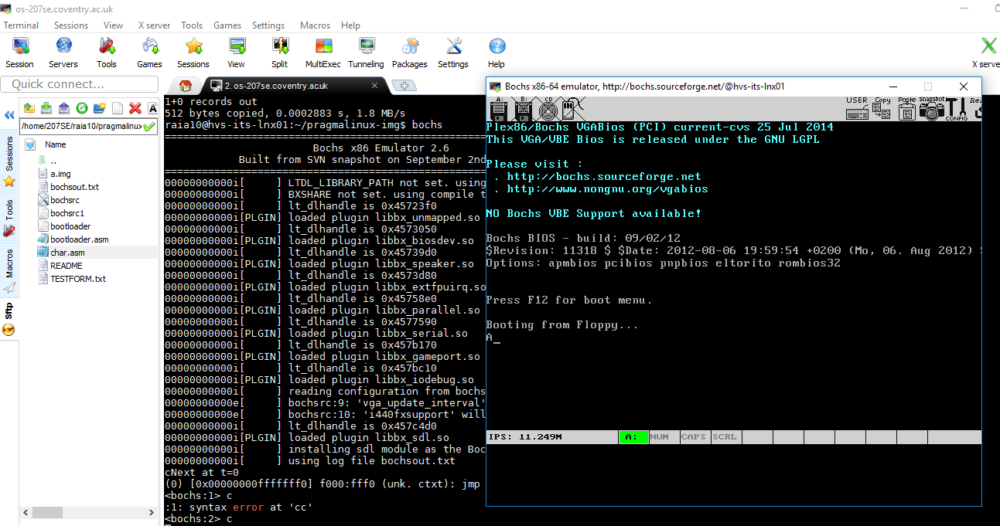 os-207se.coventry.ac.uk
Terminal Sessions View X server Tools Games Settings Macros Help
Session Servers Tools Games Sessions View Split MultiExec Tunneling Packages Settings Help X serve
Quick connect...
2. os-207se.coventry.ac.uk
/home/207SE/raia10/pragmalinux
Sessions
Tools
Macros
Sftp
Name
..
a.img
bochsout.txt
bochsrc
bochsrc1
bootloader
bootloader.asm
char.asm
README
TESTFORM.txt
1+0 records out
512 bytes copied, 0.0002883 s, 1.8 MB/s
raia10@hvs-its-lnx01:~/pragmalinux-img$ bochs
========================================================
Bochs x86 Emulator 2.6
Built from SVN snapshot on September 2nd
========================================================
00000000000i[     ] LTDL_LIBRARY_PATH not set. using
00000000000i[     ] BXSHARE not set. using compile t
00000000000i[     ] lt_dlhandle is 0x45723f0
00000000000i[PLGIN] loaded plugin libbx_unmapped.so
00000000000i[     ] lt_dlhandle is 0x4573050
00000000000i[PLGIN] loaded plugin libbx_biosdev.so
00000000000i[     ] lt_dlhandle is 0x45739d0
00000000000i[PLGIN] loaded plugin libbx_speaker.so
00000000000i[     ] lt_dlhandle is 0x4573d80
00000000000i[PLGIN] loaded plugin libbx_extfpuirq.so
00000000000i[     ] lt_dlhandle is 0x45758e0
00000000000i[PLGIN] loaded plugin libbx_parallel.so
00000000000i[     ] lt_dlhandle is 0x4577590
00000000000i[PLGIN] loaded plugin libbx_serial.so
00000000000i[     ] lt_dlhandle is 0x457b170
00000000000i[PLGIN] loaded plugin libbx_gameport.so
00000000000i[     ] lt_dlhandle is 0x457bc10
00000000000i[PLGIN] loaded plugin libbx_iodebug.so
00000000000i[     ] reading configuration from bochs
00000000000e[     ] bochsrc:9: 'vga_update_interval'
00000000000e[     ] bochsrc:10: 'i440fxsupport' will
00000000000i[     ] lt_dlhandle is 0x457c4d0
00000000000i[PLGIN] loaded plugin libbx_sdl.so
00000000000i[     ] installing sdl module as the Boc
00000000000i[     ] using log file bochsout.txt
cNext at t=0
(0) [0x00000000fffffff0] f000:fff0 (unk. ctxt): jmp
<bochs:1> c
:1: syntax error at 'cc'
<bochs:2> c
Bochs x86-64 emulator, http://bochs.sourceforge.net/@hvs-its-lnx01
A: B: CD USER Copy Paste snapshot CONFIG Re
Plex86/Bochs VGABios (PCI) current-cvs 25 Jul 2014
This VGA/VBE Bios is released under the GNU LGPL
Please visit :
. http://bochs.sourceforge.net
. http://www.nongnu.org/vgabios
NO Bochs VBE Support available!
Bochs BIOS - build: 09/02/12
$Revision: 11318 $ $Date: 2012-08-06 19:59:54 +0200 (Mo, 06. Aug 2012) $
Options: apmbios pcibios pnpbios eltorito rombios32
Press F12 for boot menu.
Booting from Floppy...
A_
IPS: 11.249M A: NUM CAPS SCRL